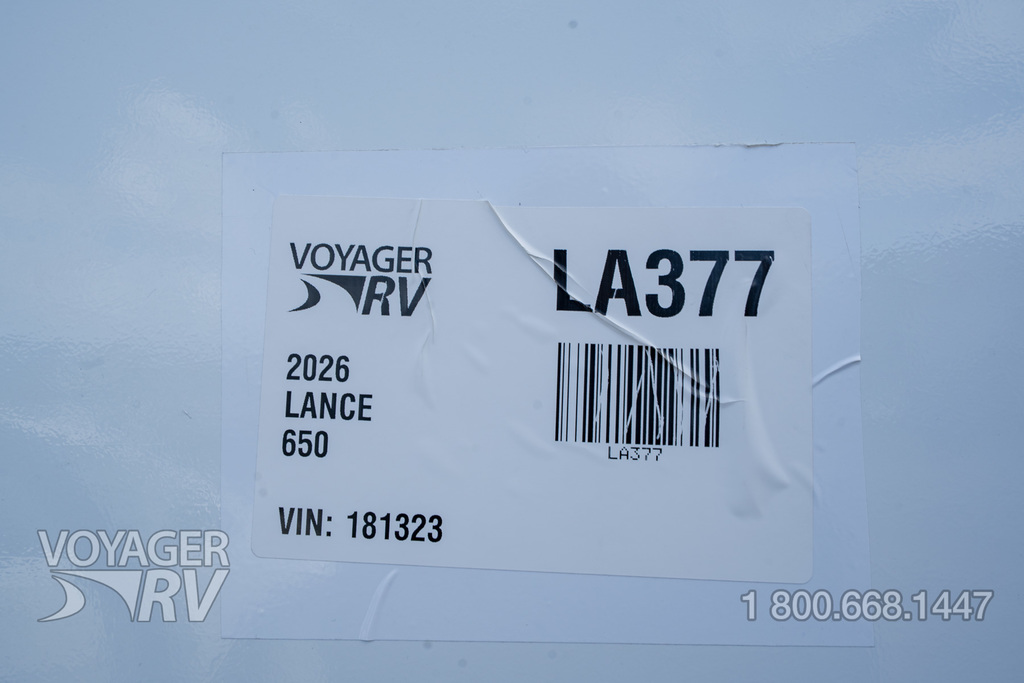 VOYAGER
RV
LA377
2026
LANCE
650
LA377
VIN: 181323
VOYAGER
RV
1 800.668.1447